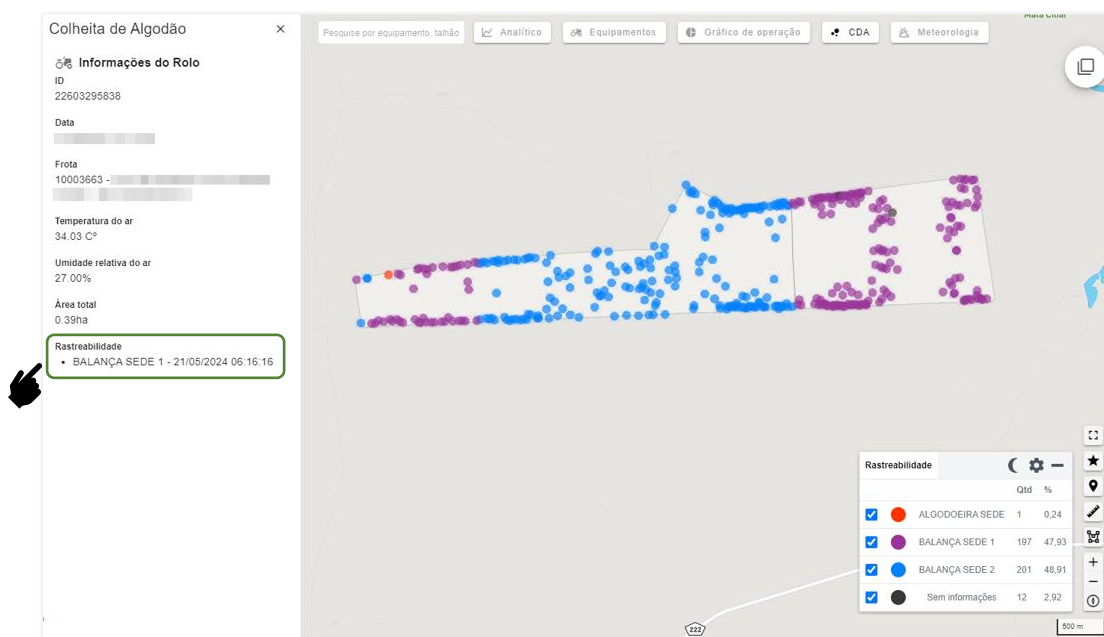 Colheita de Algodão
Informações do Rolo
ID
22603295838
Data
Frota
10003663 -
Temperatura do ar
34.03 C°
Umidade relativa do ar
27.00%
Área total
0.39ha
Rastreabilidade
• BALANÇA SEDE 1 - 21/05/2024 06:16:16
Pesquise por equipamento, talhão
Analítico
Equipamentos
Gráfico de operação
CDA
Meteorologia
Rastreabilidade
Qtd %
ALGODOEIRA SEDE 1 0,24
BALANÇA SEDE 1 197 47,93
BALANÇA SEDE 2 201 48,91
Sem informações 12 2,92
222
500 m